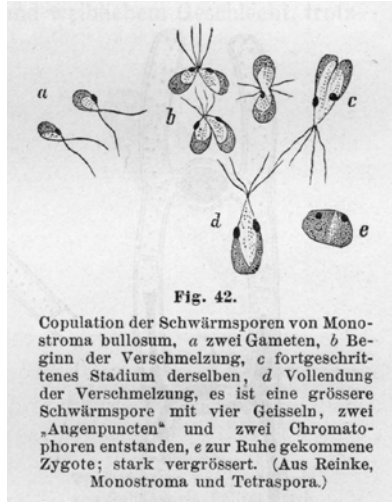 a
b
c
d
e
Fig. 42.
Copulation der Schwärmsporen von Mono-
stroma bullosum, a zwei Gameten, b Be-
ginn der Verschmelzung, c fortgeschrit-
tenes Stadium derselben, d Vollendung
der Verschmelzung, es ist eine grössere
Schwärmspore mit vier Geisseln, zwei
„Augenpuncten“ und zwei Chromato-
phoren entstanden, e zur Ruhe gekommene
Zygote; stark vergrössert. (Aus Reinke,
Monostroma und Tetraspora.)